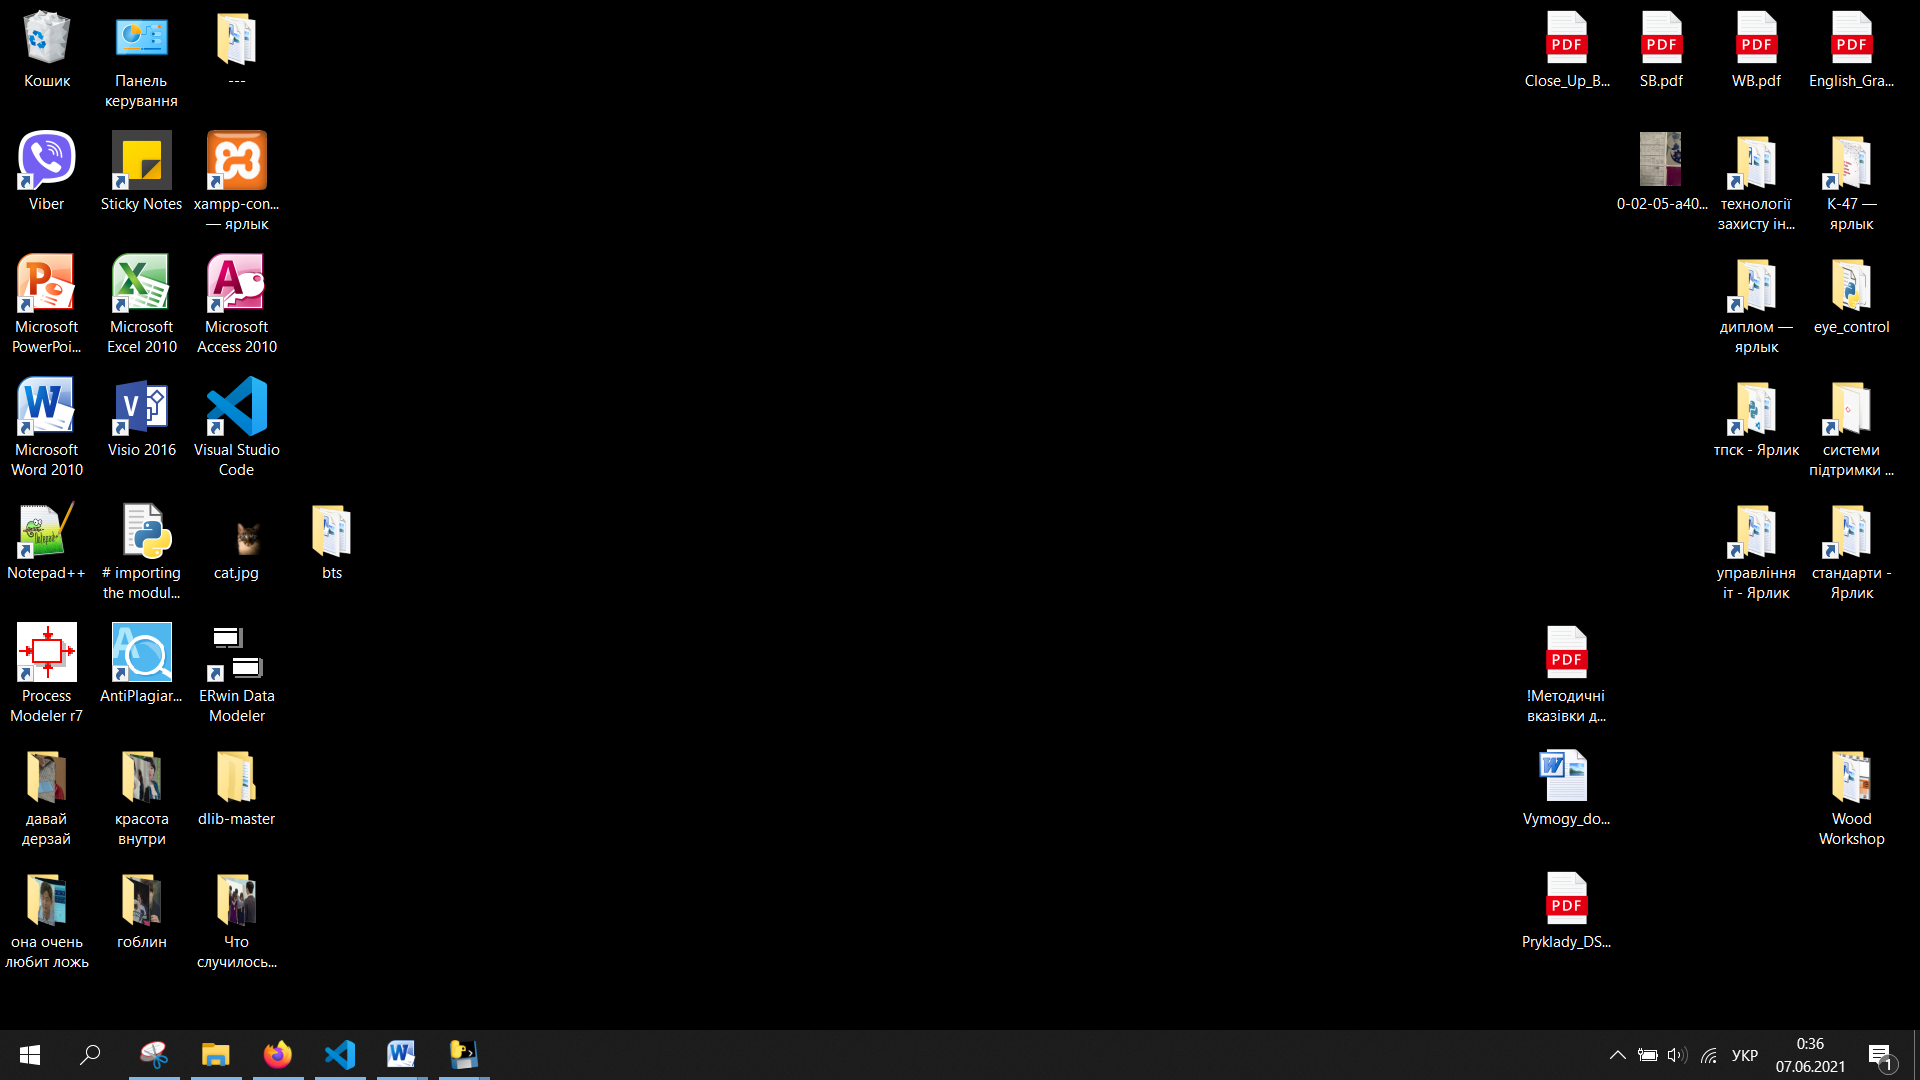 Кошик
Панель
керування
---
Viber
Sticky Notes
xampp-con...
— ярлык
Microsoft
PowerPoi...
Microsoft
Excel 2010
Microsoft
Access 2010
Microsoft
Word 2010
Visio 2016
Visual Studio
Code
Notepad++
# importing
the modul...
cat.jpg
bts
Process
Modeler r7
AntiPlagiar...
ERwin Data
Modeler
давай
дерзай
красота
внутри
dlib-master
она очень
любит ложь
гоблин
Что
случилось...
PDF
Close_Up_B...
PDF
SB.pdf
PDF
WB.pdf
PDF
English_Gra...
0-02-05-a40...
технології
захисту ін...
К-47 —
ярлык
диплом —
ярлык
eye_control
тпск - Ярлик
системи
підтримки ...
управління
іт - Ярлик
стандарти -
Ярлик
PDF
!Методичні
вказівки д...
Vymogy_do...
Wood
Workshop
PDF
Pryklady_DS...
УКР
0:36
07.06.2021
1